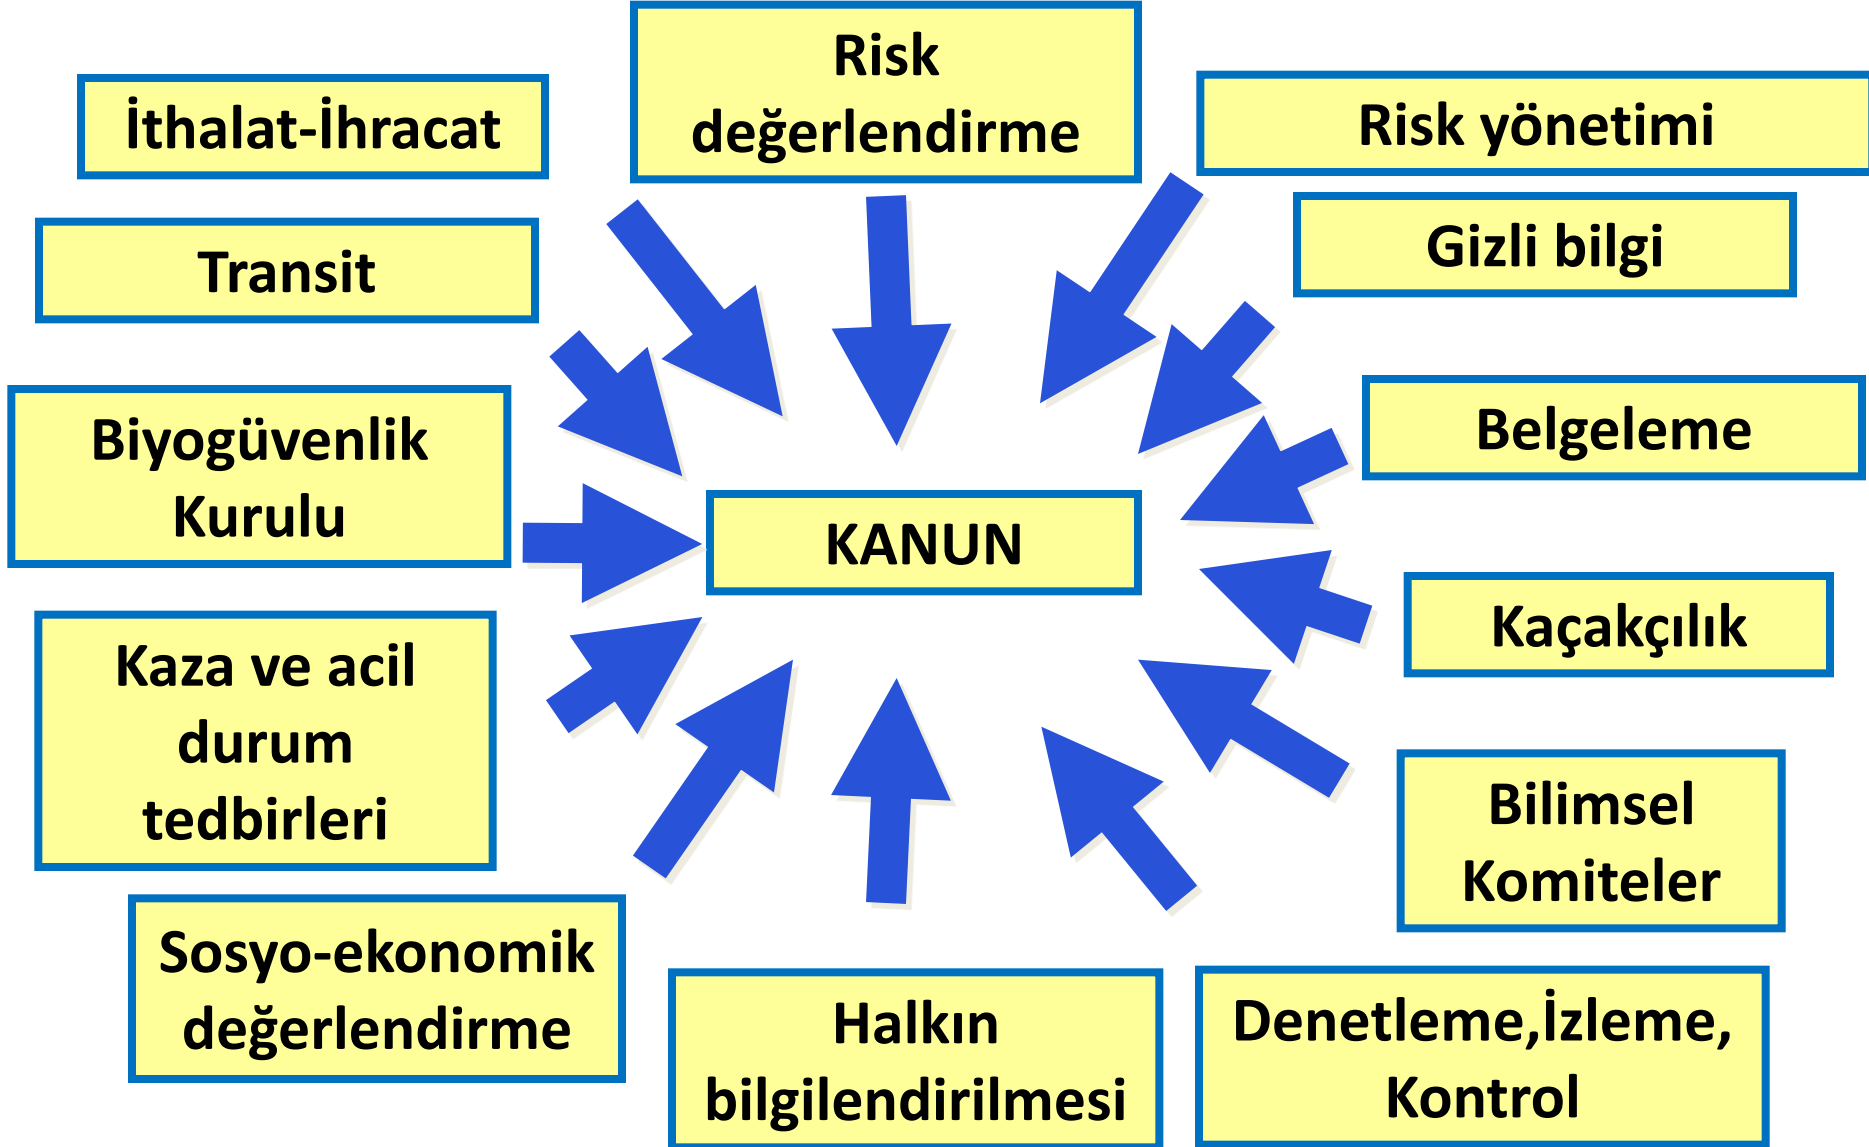 Risk
değerlendirme
İthalat-İhracat
Risk yönetimi
Transit
Gizli bilgi
Biyogüvenlik
Kurulu
Belgeleme
KANUN
Kaza ve acil
durum
tedbirleri
Kaçakçılık
Bilimsel
Komiteler
Sosyo-ekonomik
değerlendirme
Halkın
bilgilendirilmesi
Denetleme,İzleme,
Kontrol